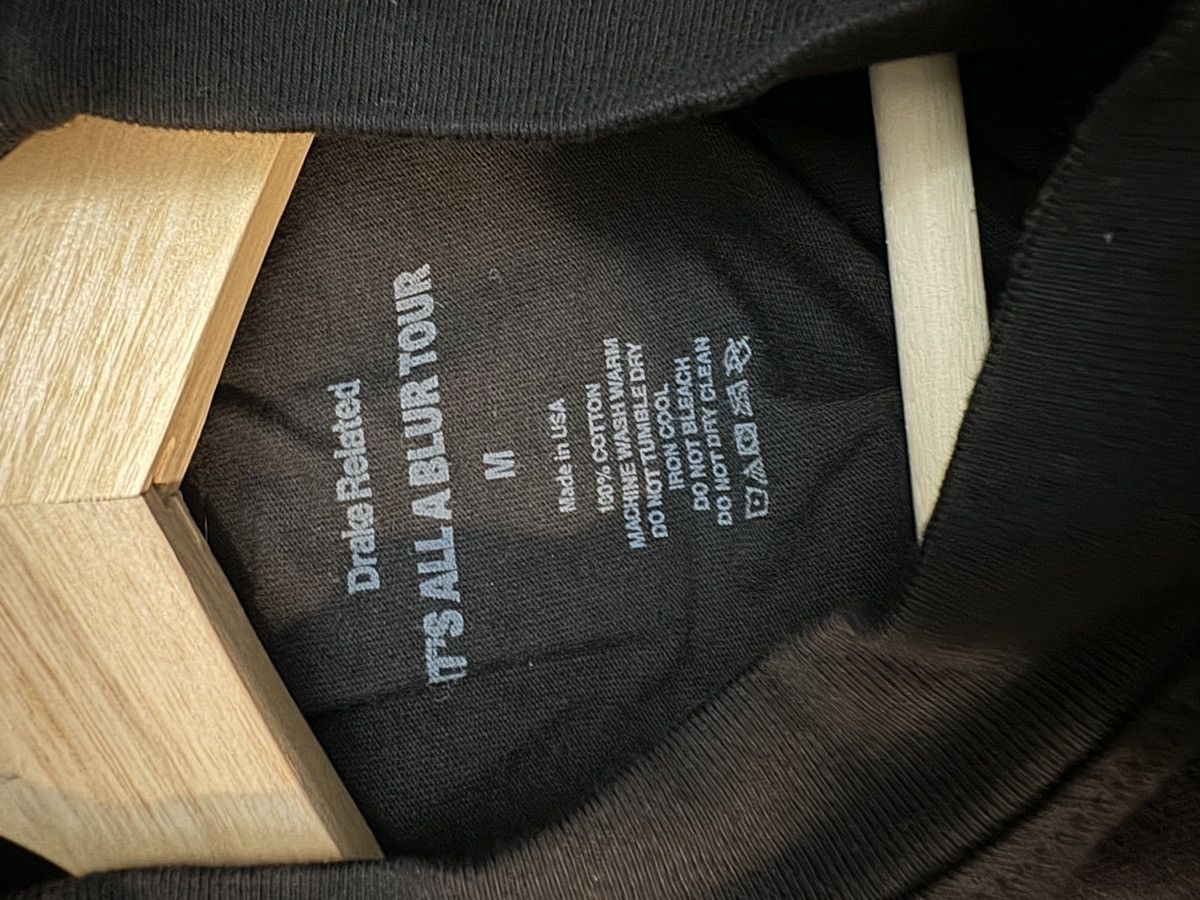 Drake Related
IT'S ALL A BLUR TOUR
M
Made in USA
100% COTTON
MACHINE WASH WARM
DO NOT TUMBLE DRY
IRON COOL
DO NOT BLEACH
DO NOT DRY CLEAN